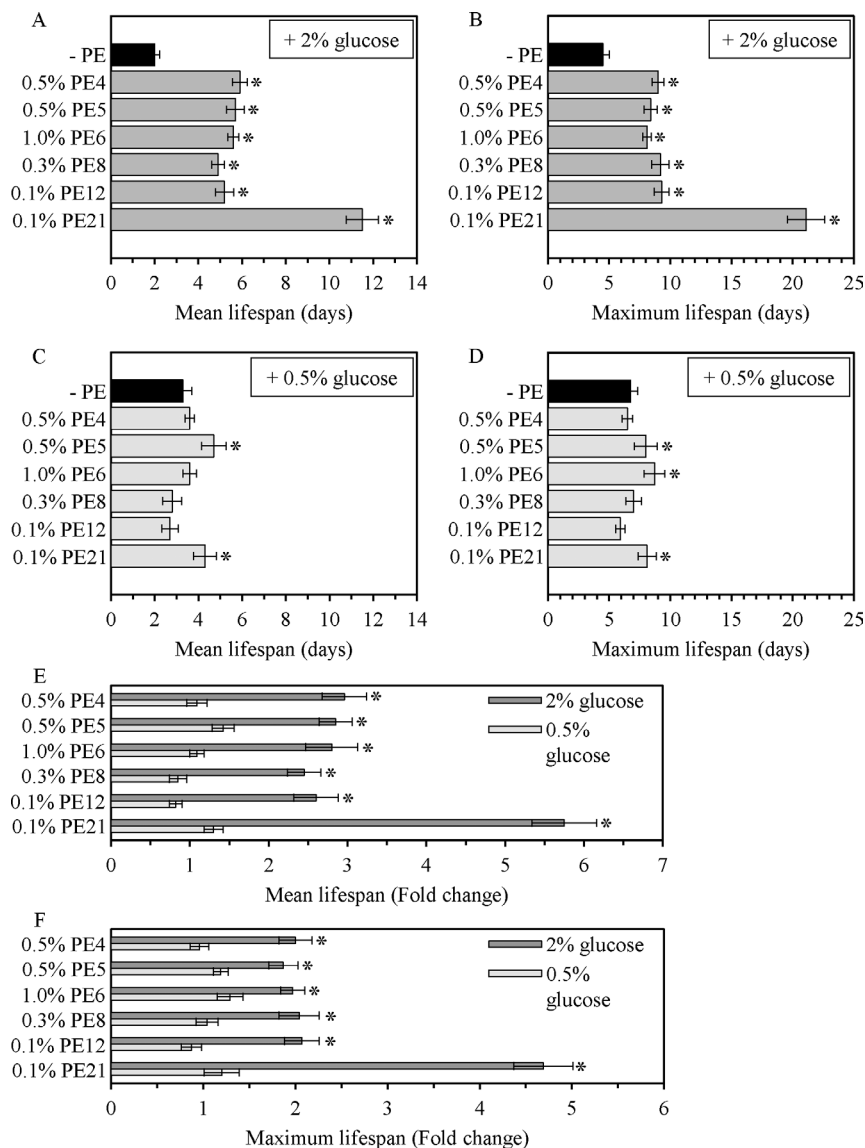 A
+ 2% glucose
- PE
0.5% PE4
0.5% PE5
1.0% PE6
0.3% PE8
0.1% PE12
0.1% PE21
*
*
*
*
*
*
0 2 4 6 8 10 12 14
Mean lifespan (days)
B
+ 2% glucose
- PE
0.5% PE4
0.5% PE5
1.0% PE6
0.3% PE8
0.1% PE12
0.1% PE21
*
*
*
*
*
*
0 5 10 15 20 25
Maximum lifespan (days)
C
+ 0.5% glucose
- PE
0.5% PE4
0.5% PE5
1.0% PE6
0.3% PE8
0.1% PE12
0.1% PE21
*
*
0 2 4 6 8 10 12 14
Mean lifespan (days)
D
+ 0.5% glucose
- PE
0.5% PE4
0.5% PE5
1.0% PE6
0.3% PE8
0.1% PE12
0.1% PE21
*
*
*
0 5 10 15 20 25
Maximum lifespan (days)
E
0.5% PE4
0.5% PE5
1.0% PE6
0.3% PE8
0.1% PE12
0.1% PE21
*
*
*
*
*
*
2% glucose
0.5%
glucose
0 1 2 3 4 5 6 7
Mean lifespan (Fold change)
F
0.5% PE4
0.5% PE5
1.0% PE6
0.3% PE8
0.1% PE12
0.1% PE21
*
*
*
*
*
*
2% glucose
0.5%
glucose
0 1 2 3 4 5 6
Maximum lifespan (Fold change)